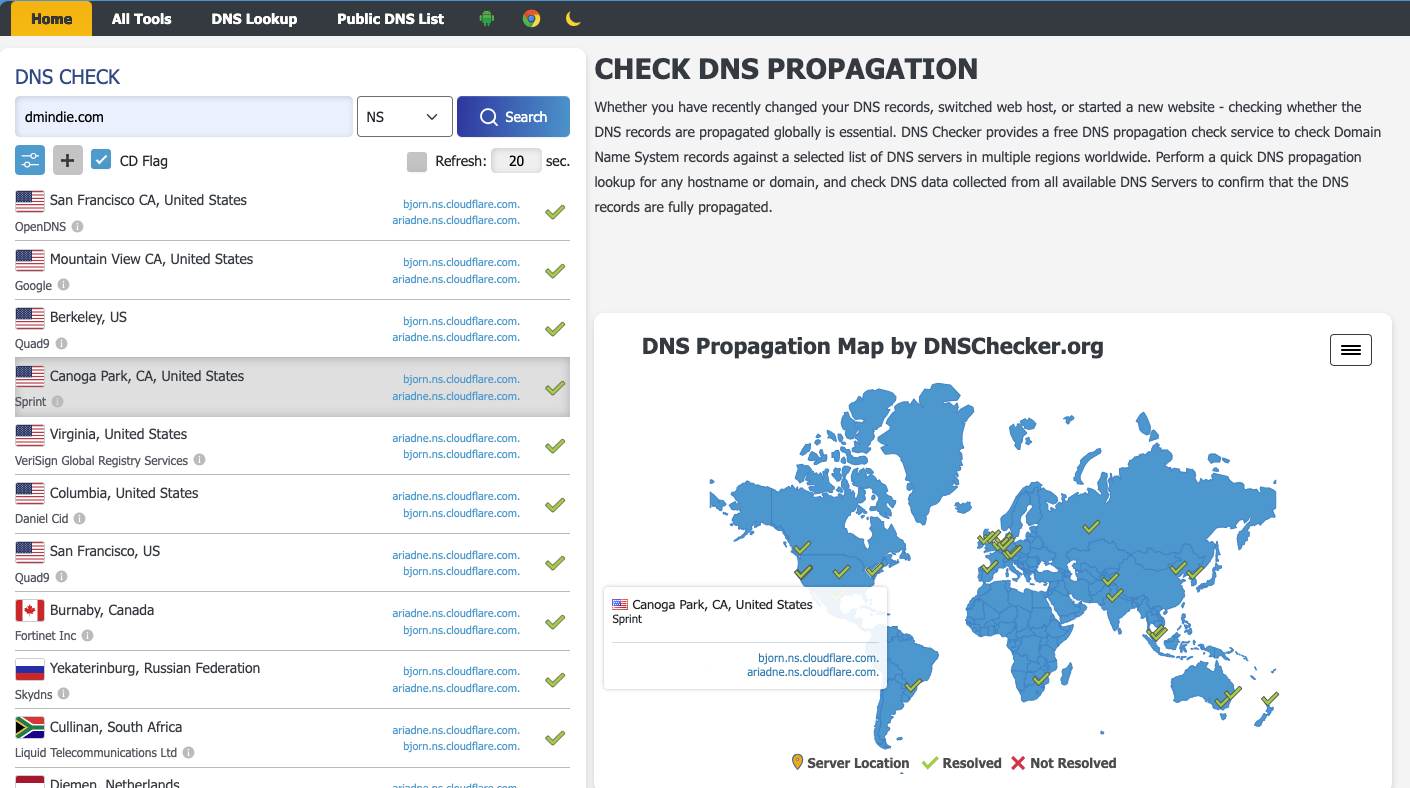 Home All Tools DNS Lookup Public DNS List
DNS CHECK
dmindie.com NS Search
CD Flag Refresh: 20 sec.
San Francisco CA, United States
OpenDNS
bjorn.ns.cloudflare.com.
ariadne.ns.cloudflare.com.
Mountain View CA, United States
Google
bjorn.ns.cloudflare.com.
ariadne.ns.cloudflare.com.
Berkeley, US
Quad9
bjorn.ns.cloudflare.com.
ariadne.ns.cloudflare.com.
Canoga Park, CA, United States
Sprint
bjorn.ns.cloudflare.com.
ariadne.ns.cloudflare.com.
Virginia, United States
VeriSign Global Registry Services
ariadne.ns.cloudflare.com.
bjorn.ns.cloudflare.com.
Columbia, United States
Daniel Cid
ariadne.ns.cloudflare.com.
bjorn.ns.cloudflare.com.
San Francisco, US
Quad9
ariadne.ns.cloudflare.com.
bjorn.ns.cloudflare.com.
Burnaby, Canada
Fortinet Inc
ariadne.ns.cloudflare.com.
bjorn.ns.cloudflare.com.
Yekaterinburg, Russian Federation
Skydns
bjorn.ns.cloudflare.com.
ariadne.ns.cloudflare.com.
Cullinan, South Africa
Liquid Telecommunications Ltd
ariadne.ns.cloudflare.com.
bjorn.ns.cloudflare.com.
Diemen, Netherlands
ariadne.ns.cloudflare.com.
CHECK DNS PROPAGATION
Whether you have recently changed your DNS records, switched web host, or started a new website - checking whether the
DNS records are propagated globally is essential. DNS Checker provides a free DNS propagation check service to check Domain
Name System records against a selected list of DNS servers in multiple regions worldwide. Perform a quick DNS propagation
lookup for any hostname or domain, and check DNS data collected from all available DNS Servers to confirm that the DNS
records are fully propagated.
DNS Propagation Map by DNSChecker.org
Canoga Park, CA, United States
Sprint
bjorn.ns.cloudflare.com.
ariadne.ns.cloudflare.com.
Server Location Resolved Not Resolved